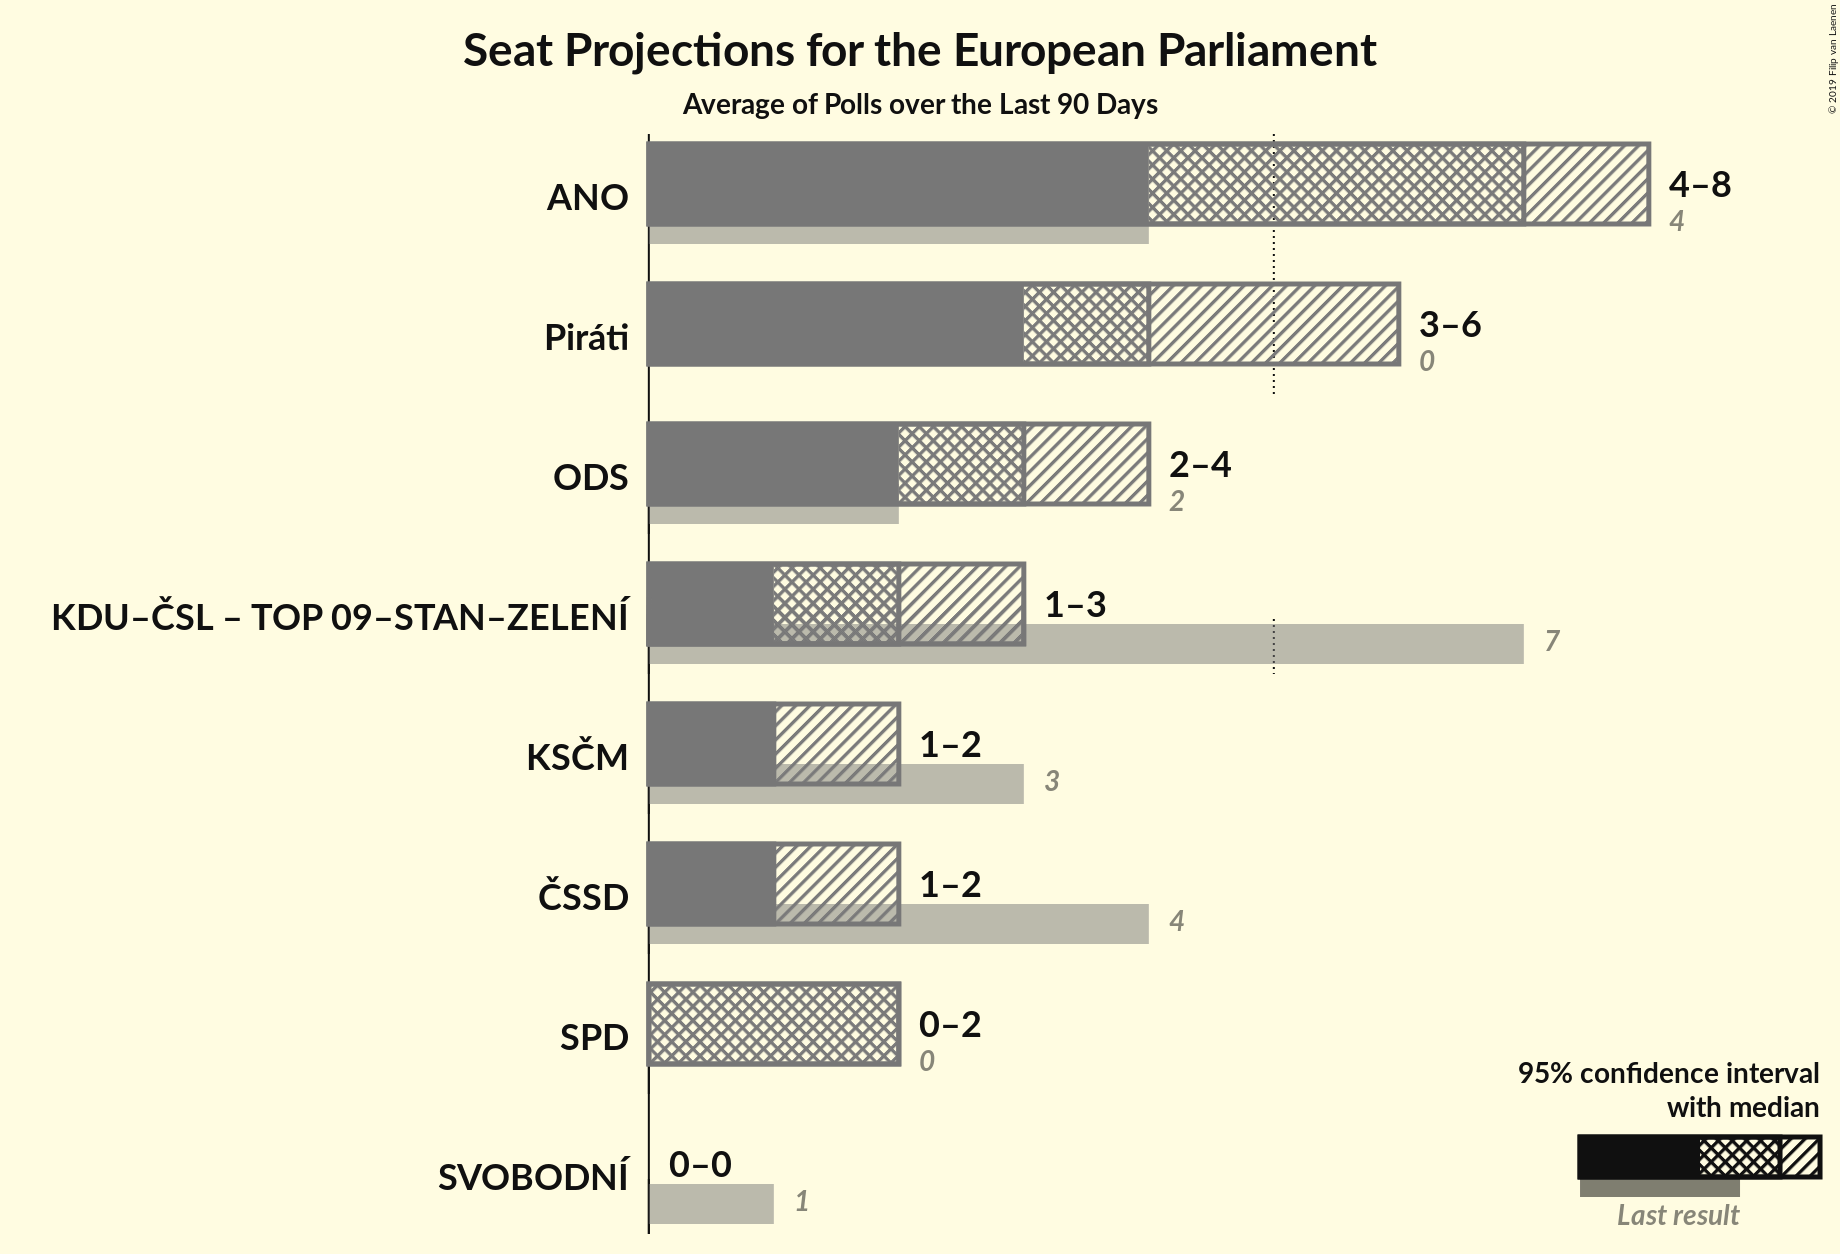 Seat Projections for the European Parliament
Average of Polls over the Last 90 Days
© 2019 Filip van Laenen
ANO
4–8
4
Piráti
3–6
0
ODS
2–4
2
KDU–ČSL – TOP 09–STAN–ZELENÍ
1–3
7
KSČM
1–2
3
ČSSD
1–2
4
SPD
0–2
0
SVOBODNÍ
0–0
1
95% confidence interval
with median
Last result